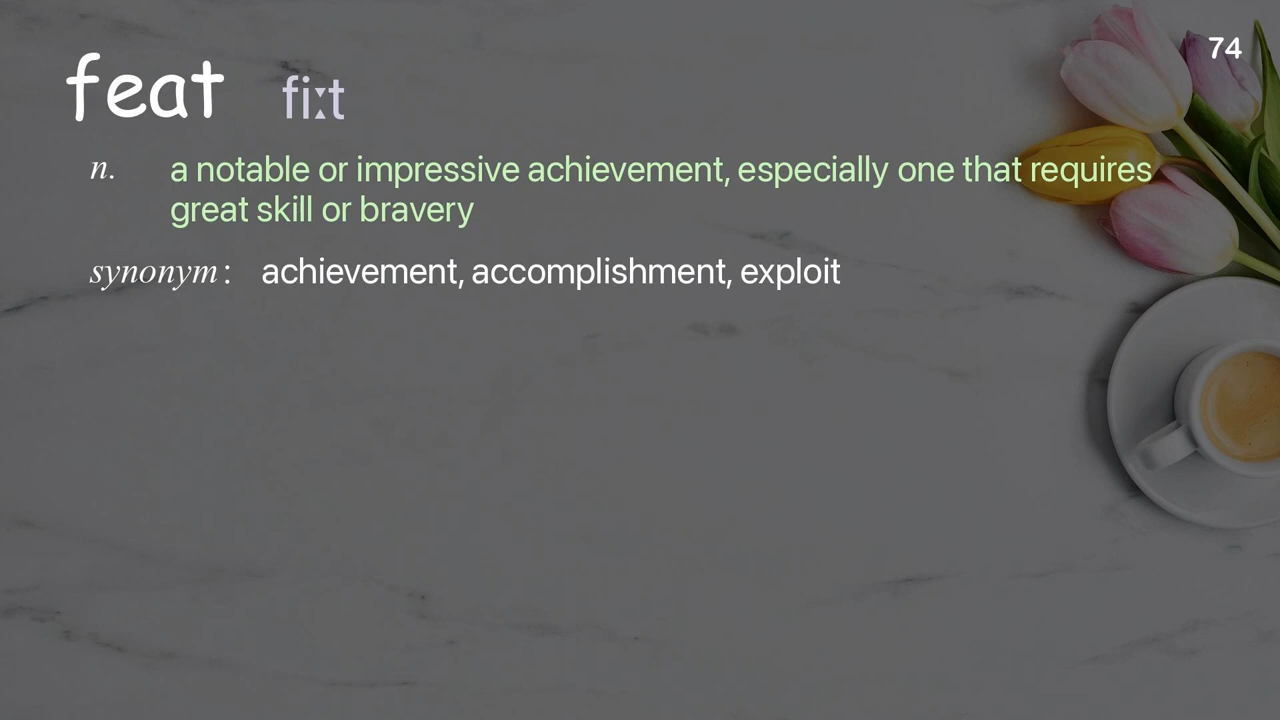 74
feat fiːt
n. a notable or impressive achievement, especially one that requires
great skill or bravery
synonym: achievement, accomplishment, exploit